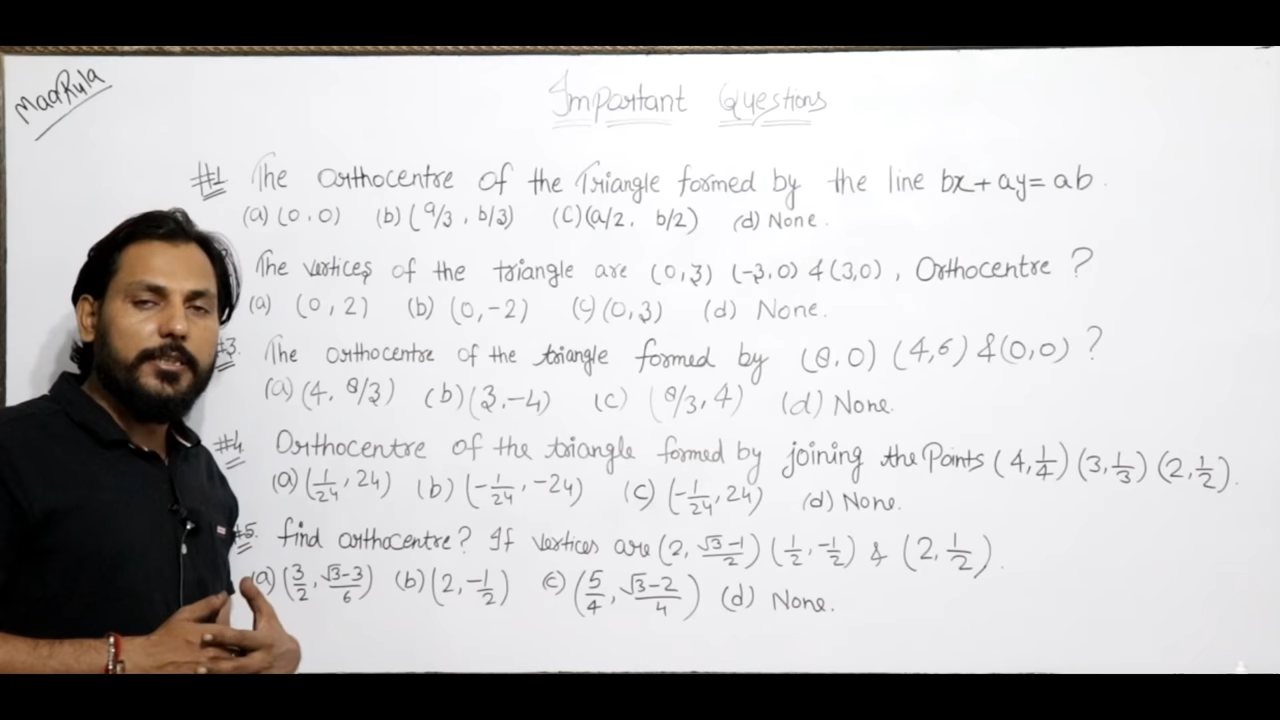 MaaRula
Important Questions
#1 The Orthocentre of the Triangle formed by the line bx+ay=ab.
(a) (0,0) (b) (a/3, b/3) (C) (a/2, b/2) (d) None.
The vertices of the triangle are (0,3) (-3,0) & (3,0), Orthocentre ?
(a) (0,2) (b) (0,-2) (c) (0,3) (d) None.
#3. The orthocentre of the triangle formed by (8,0) (4,6) & (0,0) ?
(a) (4, 8/3) (b) (3,-4) (c) (8/3, 4) (d) None.
#4. Orthocentre of the triangle formed by joining the Points (4, 1/4) (3, 1/3) (2, 1/2).
(a) (1/24, 24) (b) (-1/24, -24) (c) (-1/24, 24) (d) None.
#5. find orthocentre? If vertices are (2, √3-1/2) (1/2, -1/2) & (2, 1/2).
(a) (3/2, √3-3/6) (b) (2, -1/2) (c) (5/4, √3-2/4) (d) None.